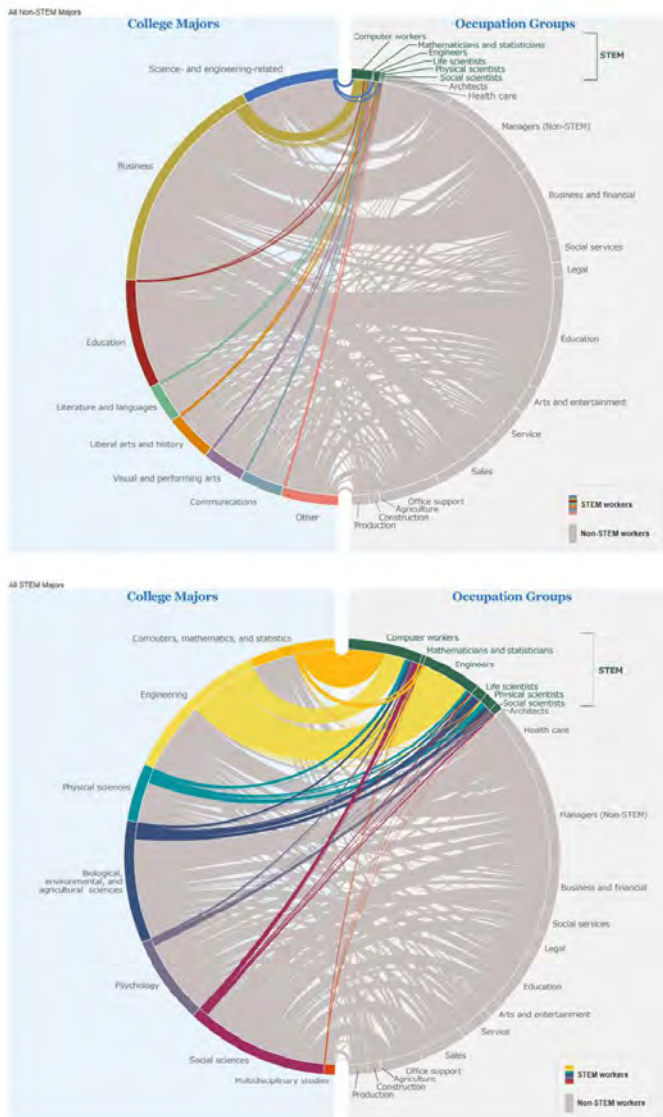 All Non-STEM Majors
College Majors
Occupation Groups
Computer workers
Mathematicians and statisticians
Engineers
Life scientists
Physical scientists
Social scientists
STEM
Architects
Health care
Science- and engineering-related
Managers (Non-STEM)
Business
Business and financial
Social services
Legal
Education
Education
Literature and languages
Arts and entertainment
Liberal arts and history
Service
Visual and performing arts
Sales
Communications
Office support
Agriculture
Other
Construction
Production
STEM workers
Non-STEM workers
All STEM Majors
College Majors
Occupation Groups
Computers, mathematics, and statistics
Computer workers
Mathematicians and statisticians
Engineers
STEM
Engineering
Life scientists
Physical scientists
Social scientists
Architects
Health care
Physical sciences
Managers (Non-STEM)
Biological,
environmental, and
agricultural sciences
Business and financial
Social services
Legal
Psychology
Education
Arts and entertainment
Service
Social sciences
Sales
Multidisciplinary studies
Office support
Agriculture
Construction
Production
STEM workers
Non-STEM workers